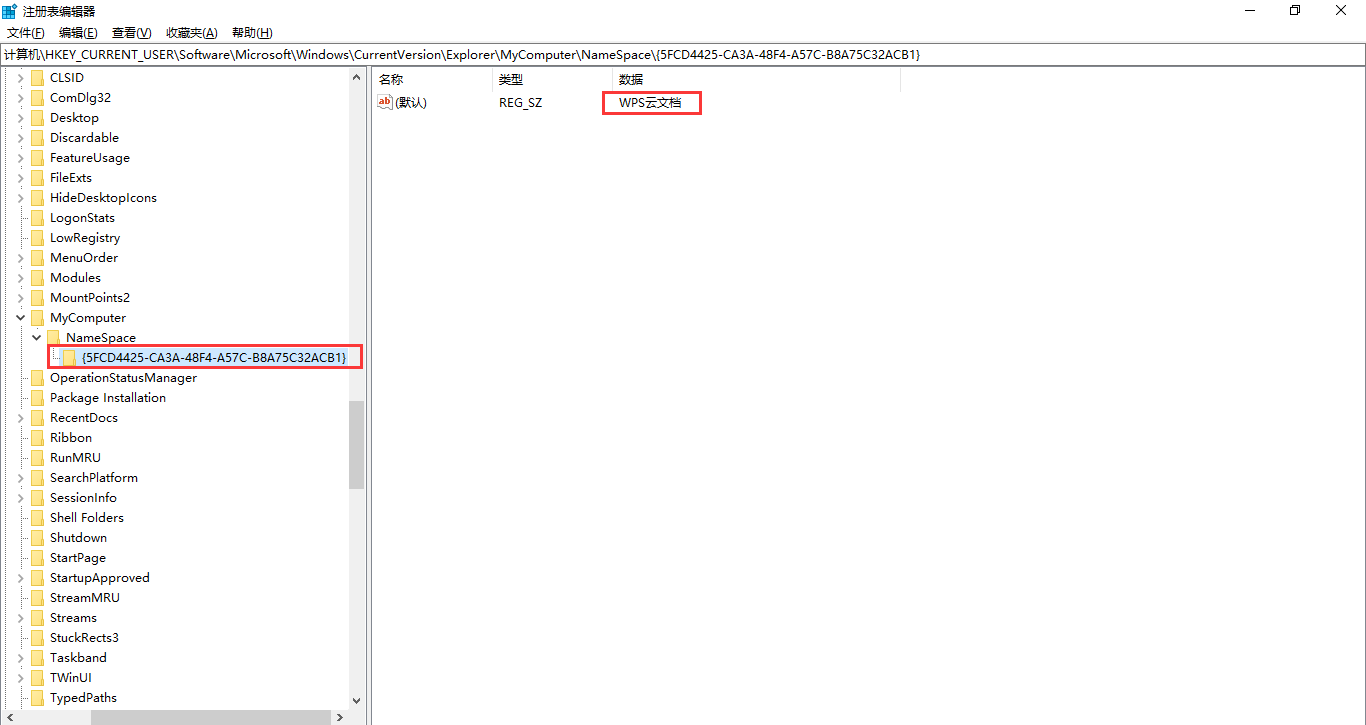 注册表编辑器
文件(F) 编辑(E) 查看(V) 收藏夹(A) 帮助(H)
计算机\HKEY_CURRENT_USER\Software\Microsoft\Windows\CurrentVersion\Explorer\MyComputer\NameSpace\{5FCD4425-CA3A-48F4-A57C-B8A75C32ACB1}
CLSID
ComDlg32
Desktop
Discardable
FeatureUsage
FileExts
HideDesktopIcons
LogonStats
LowRegistry
MenuOrder
Modules
MountPoints2
MyComputer
NameSpace
{5FCD4425-CA3A-48F4-A57C-B8A75C32ACB1}
OperationStatusManager
Package Installation
RecentDocs
Ribbon
RunMRU
SearchPlatform
SessionInfo
Shell Folders
Shutdown
StartPage
StartupApproved
StreamMRU
Streams
StuckRects3
Taskband
TWinUI
TypedPaths
名称 类型 数据
ab (默认) REG_SZ WPS云文档